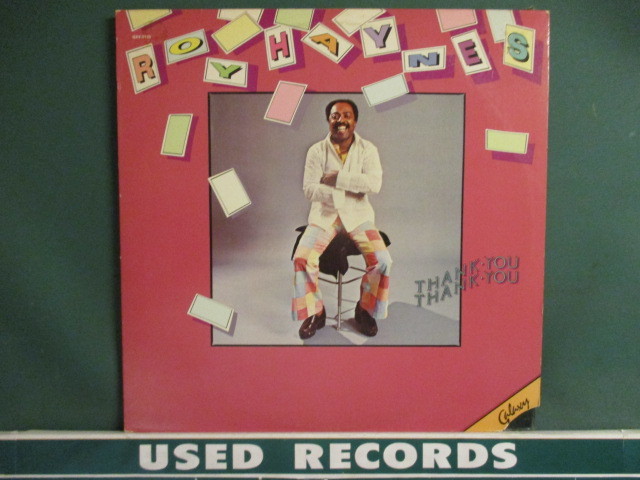 ROY HAYNES
THANK·YOU
THANK·YOU
Galaxy
USED RECORDS